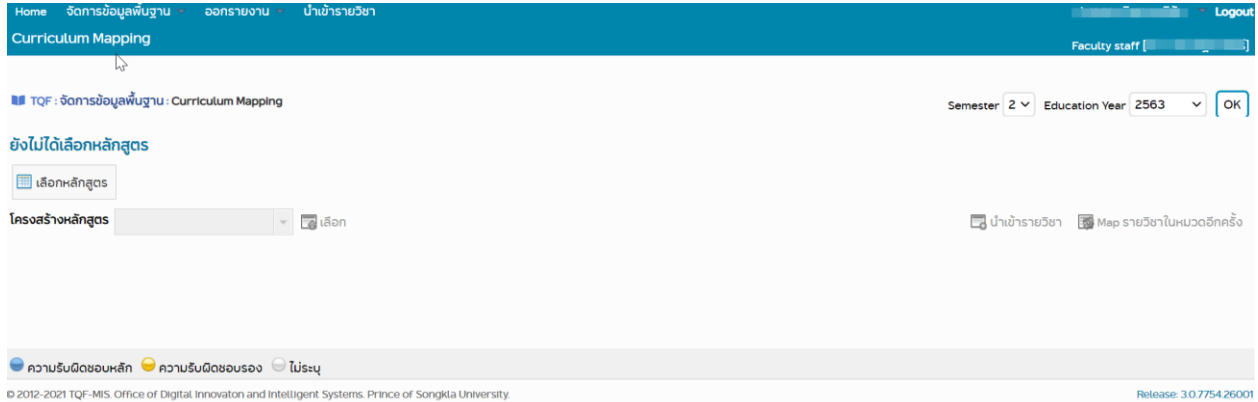 Home จัดการข้อมูลพื้นฐาน ออกรายงาน นำเข้ารายวิชา Logout
Curriculum Mapping
Faculty staff [ ]
TQF : จัดการข้อมูลพื้นฐาน : Curriculum Mapping
Semester 2 Education Year 2563 OK
ยังไม่ได้เลือกหลักสูตร
เลือกหลักสูตร
โครงสร้างหลักสูตร เลือก นำเข้ารายวิชา Map รายวิชาในหมวดอีกครั้ง
ความรับผิดชอบหลัก ความรับผิดชอบรอง ไม่ระบุ
© 2012-2021 TQF-MIS. Office of Digital Innovaton and Intelligent Systems. Prince of Songkla University. Release: 3.0.7754.26001